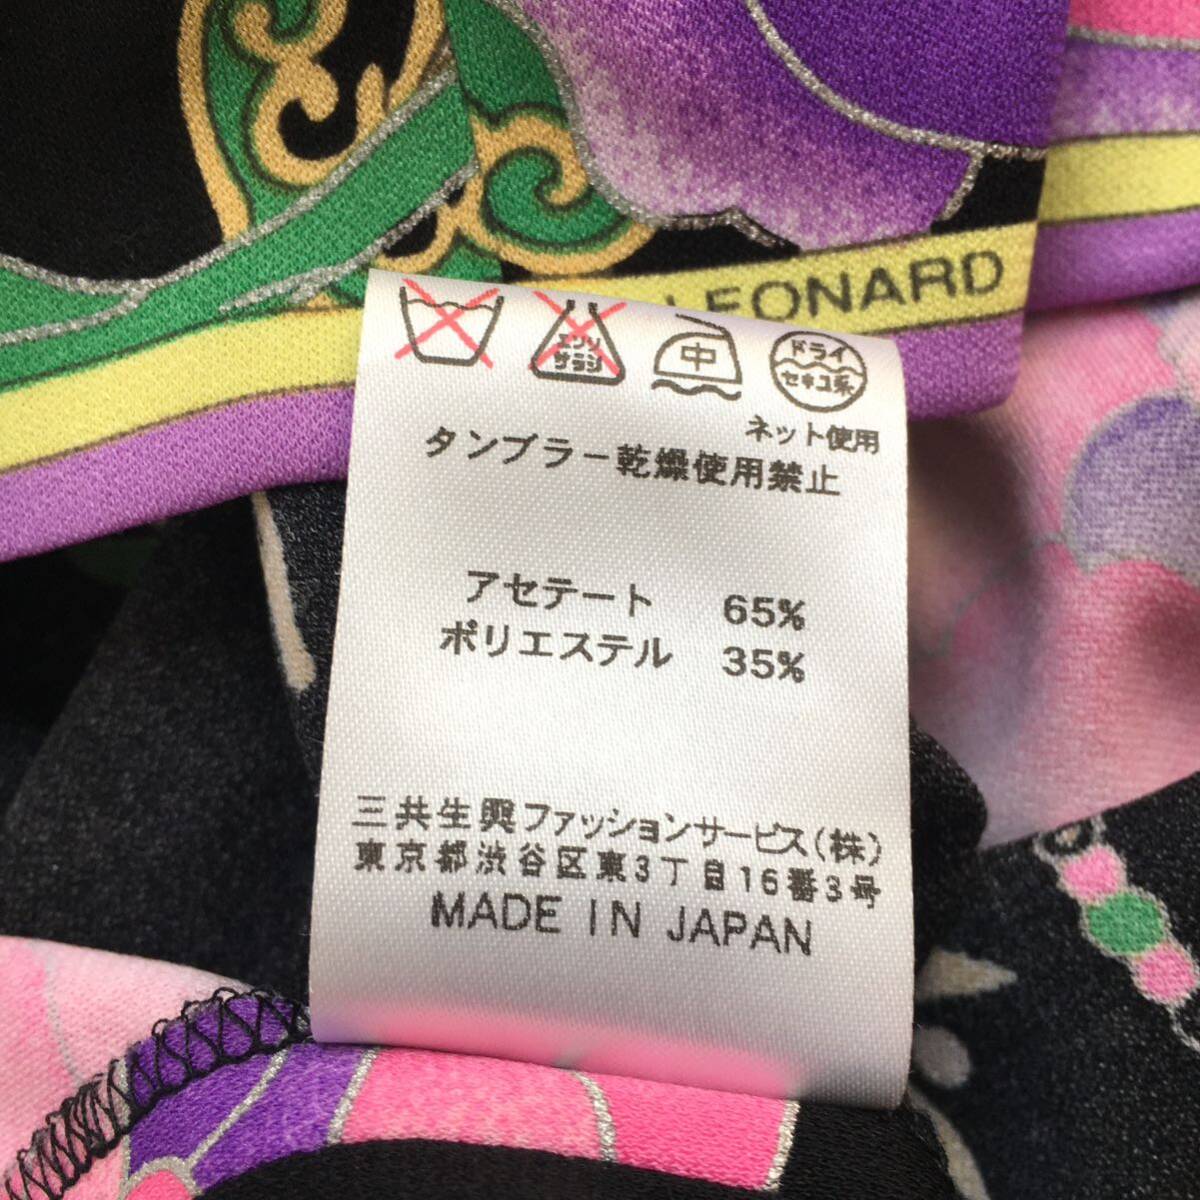 LEONARD
エンソ
サラシ
中
ドライ
セキユ系
ネット使用
タンブラー乾燥使用禁止
アセテート 65%
ポリエステル 35%
三共生興ファッションサービス(株)
東京都渋谷区東3丁目16番3号
MADE IN JAPAN